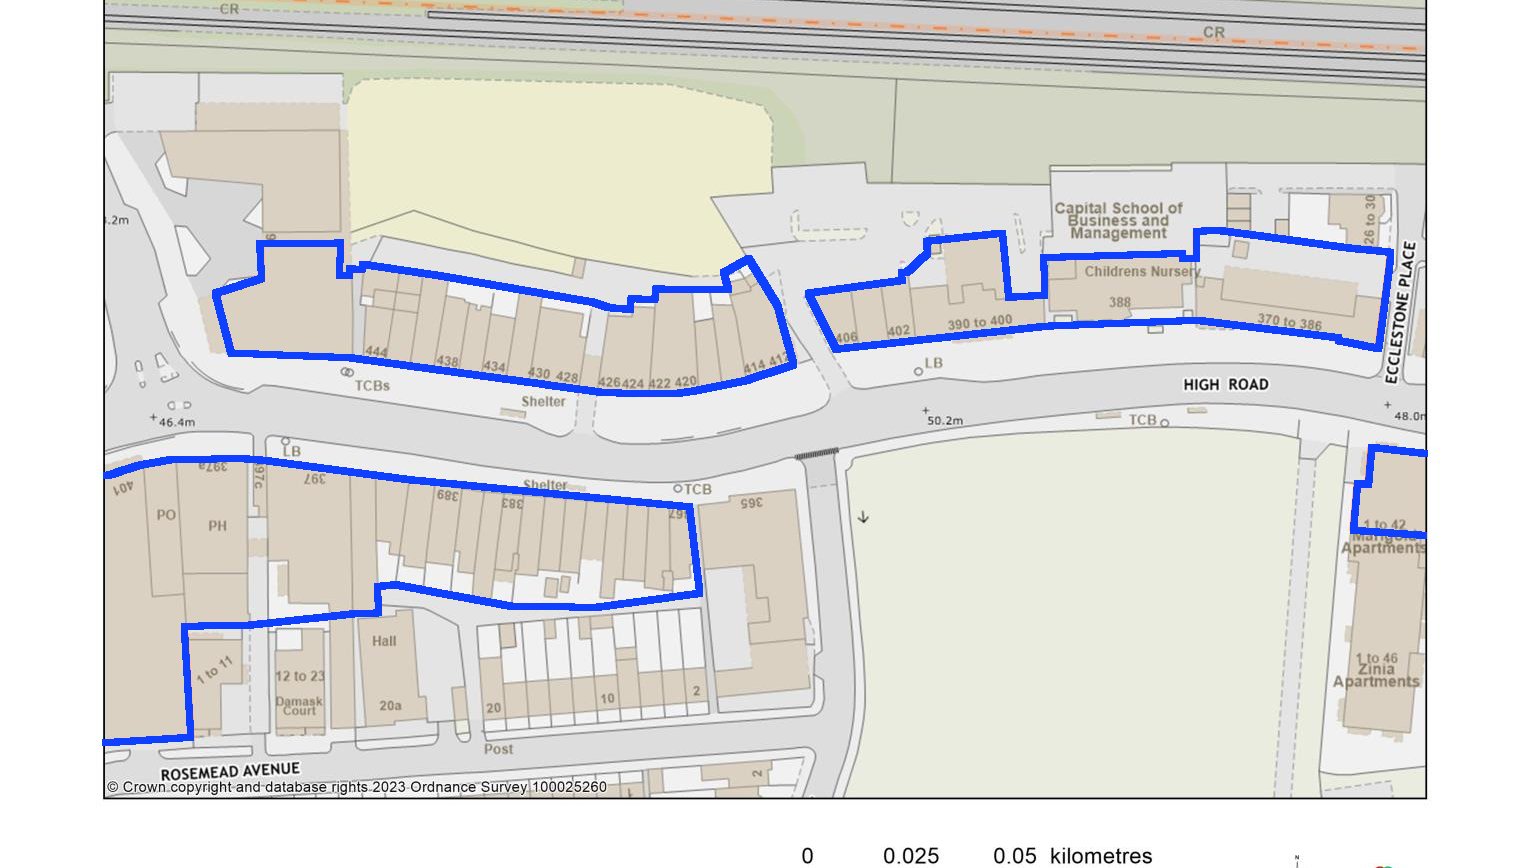 CR
CR
Capital School of
Business and
Management
26 to 30
Childrens Nursery
388
444
438
434
430
428
426
424
422
420
414
406
402
390 to 400
370 to 386
ECCLESTONE PLACE
LB
TCBs
HIGH ROAD
Shelter
46.4m
50.2m
48.0m
TCB
LB
397a
397c
397
401
389
383
Shelter
TCB
367
365
PO
PH
1 to 42
Apartments
Hall
1 to 11
12 to 23
Damask
Court
20a
20
10
2
1 to 46
Zinia
Apartments
Post
ROSEMEAD AVENUE
2
© Crown copyright and database rights 2023 Ordnance Survey 100025260
0 0.025 0.05 kilometres
N